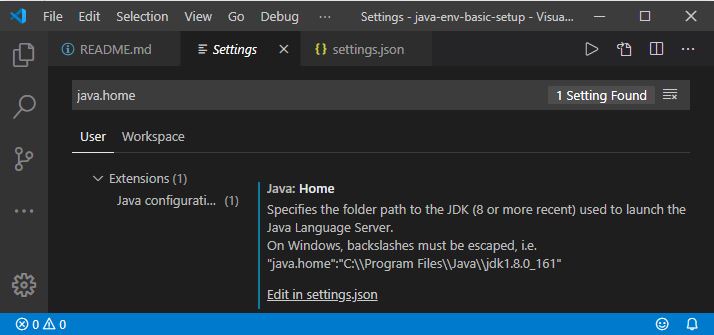 File Edit Selection View Go Debug ··· Settings - java-env-basic-setup - Visua...
README.md Settings settings.json
java.home 1 Setting Found
User Workspace
Extensions (1)
Java configurati... (1)
Java: Home
Specifies the folder path to the JDK (8 or more recent) used to launch the
Java Language Server.
On Windows, backslashes must be escaped, i.e.
"java.home":"C:\\Program Files\\Java\\jdk1.8.0_161"
Edit in settings.json
0 0